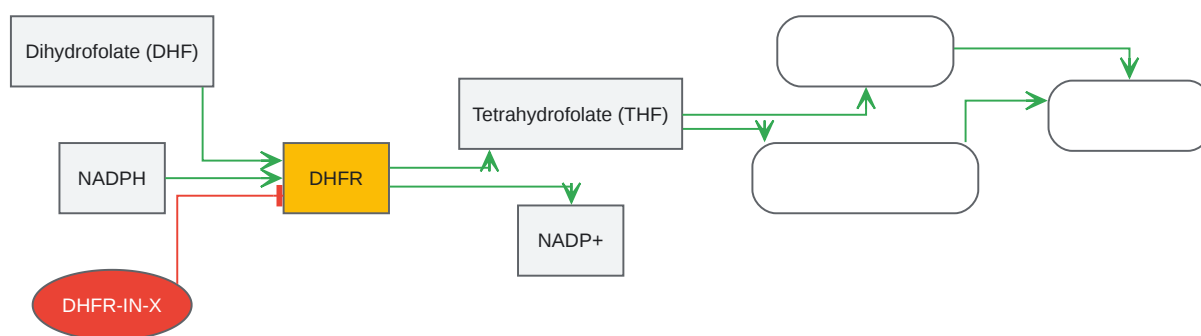 Dihydrofolate (DHF)
Tetrahydrofolate (THF)
NADPH
DHFR
NADP+
DHFR-IN-X